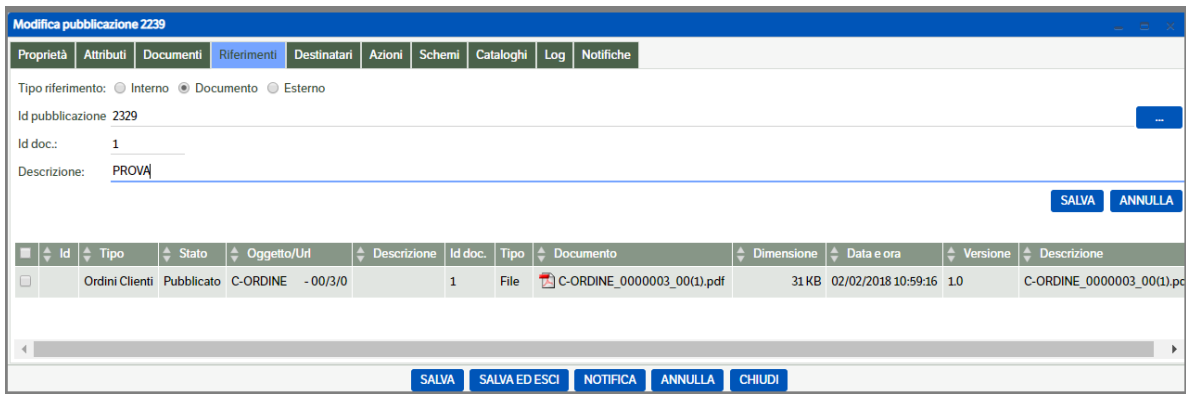 Modifica pubblicazione 2239
Proprietà Attributi Documenti Riferimenti Destinatari Azioni Schemi Cataloghi Log Notifiche
Tipo riferimento: Interno Documento Esterno
Id pubblicazione 2329 ...
Id doc.: 1
Descrizione: PROVA
SALVA ANNULLA
Id Tipo Stato Oggetto/Url Descrizione Id doc. Tipo Documento Dimensione Data e ora Versione Descrizione
Ordini Clienti Pubblicato C-ORDINE - 00/3/0 1 File C-ORDINE_0000003_00(1).pdf 31 KB 02/02/2018 10:59:16 1.0 C-ORDINE_0000003_00(1).pc
SALVA SALVA ED ESCI NOTIFICA ANNULLA CHIUDI